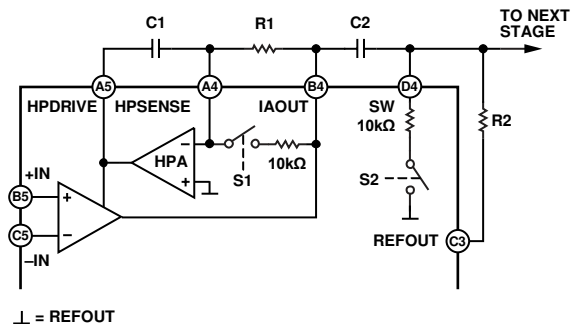 C1
R1
C2
TO NEXT
STAGE
A5
A4
B4
D4
HPDRIVE
HPSENSE
IAOUT
SW
10kΩ
R2
–
HPA
+
10kΩ
S1
S2
+IN
B5
+
C5
–
–IN
REFOUT
C3
⊥ = REFOUT